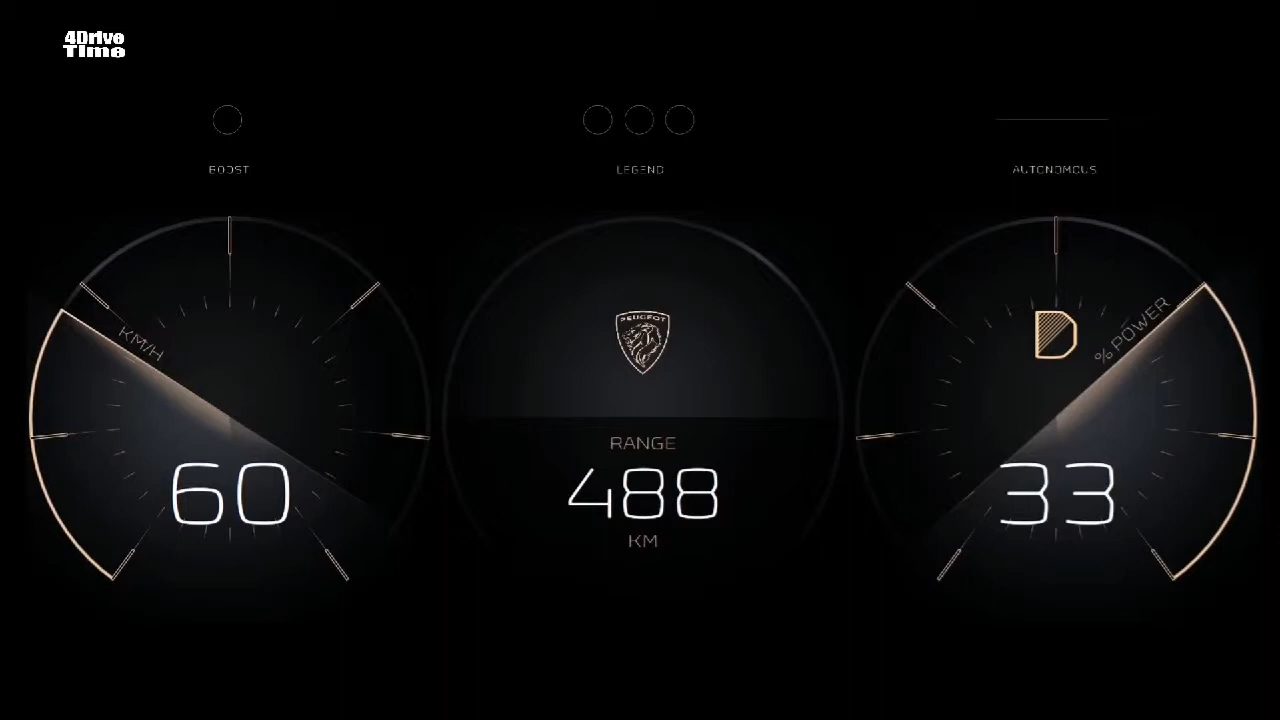 4Drive
Time
BOOST
LEGEND
AUTONOMOUS
KM/H
PEUGEOT
D
% POWER
RANGE
60
488
33
KM